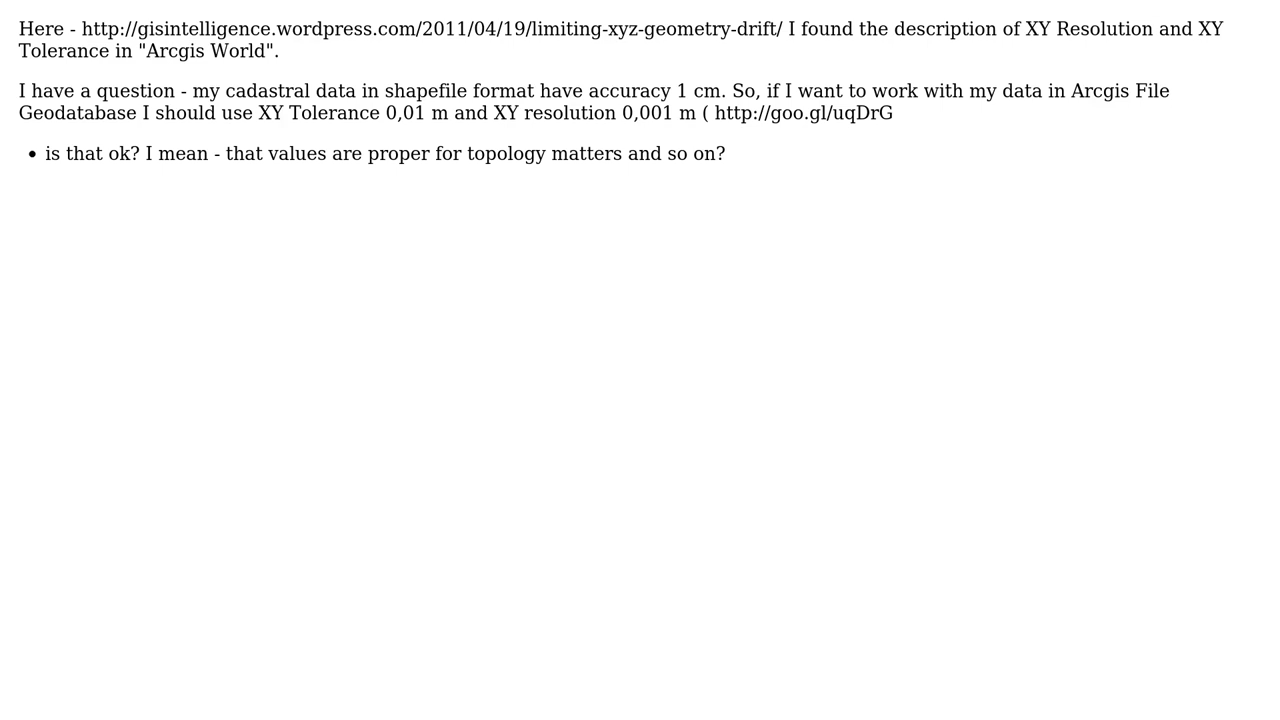 Here - http://gisintelligence.wordpress.com/2011/04/19/limiting-xyz-geometry-drift/ I found the description of XY Resolution and XY
Tolerance in "Arcgis World".
I have a question - my cadastral data in shapefile format have accuracy 1 cm. So, if I want to work with my data in Arcgis File
Geodatabase I should use XY Tolerance 0,01 m and XY resolution 0,001 m ( http://goo.gl/uqDrG
• is that ok? I mean - that values are proper for topology matters and so on?